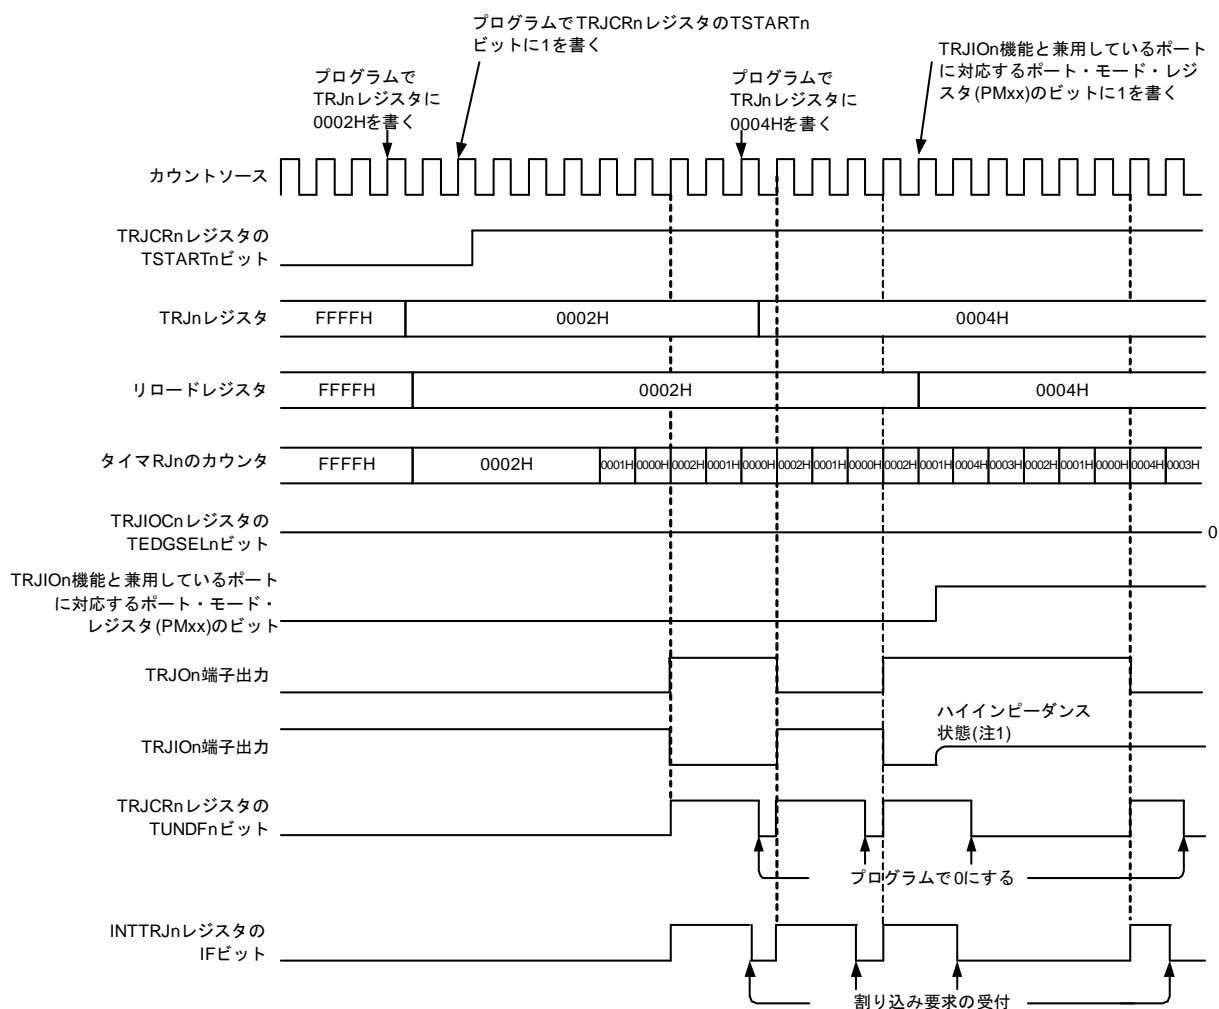 プログラムでTRJCRnレジスタのTSTARTn
ビットに1を書く
TRJIOn機能と兼用しているポート
に対応するポート・モード・レジ
スタ(PMxx)のビットに1を書く
プログラムで
TRJnレジスタに
0002Hを書く
プログラムで
TRJnレジスタに
0004Hを書く
カウントソース
TRJCRnレジスタの
TSTARTnビット
TRJnレジスタ
FFFFH
0002H
0004H
リロードレジスタ
FFFFH
0002H
0004H
タイマRJnのカウンタ
FFFFH
0002H
0001H
0000H
0002H
0001H
0000H
0002H
0001H
0000H
0002H
0001H
0004H
0003H
0002H
0001H
0000H
0004H
0003H
TRJIOCnレジスタの
TEDGSELnビット
0
TRJIOn機能と兼用しているポート
に対応するポート・モード・
レジスタ(PMxx)のビット
TRJOn端子出力
ハイインピーダンス
状態(注1)
TRJIOn端子出力
TRJCRnレジスタの
TUNDFnビット
プログラムで0にする
INTTRJnレジスタの
IFビット
割り込み要求の受付